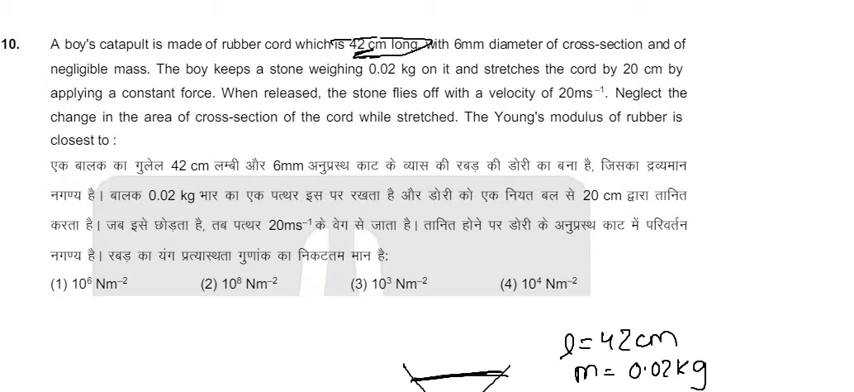 10. A boy's catapult is made of rubber cord which is 42 cm long, with 6mm diameter of cross-section and of
negligible mass. The boy keeps a stone weighing 0.02 kg on it and stretches the cord by 20 cm by
applying a constant force. When released, the stone flies off with a velocity of 20ms⁻¹. Neglect the
change in the area of cross-section of the cord while stretched. The Young's modulus of rubber is
closest to :
एक बालक का गुलेल 42 cm लम्बी और 6mm अनुप्रस्थ काट के व्यास की रबड़ की डोरी का बना है, जिसका द्रव्यमान
नगण्य है। बालक 0.02 kg भार का एक पत्थर इस पर रखता है और डोरी को एक नियत बल से 20 cm द्वारा तानित
करता है। जब इसे छोड़ता है, तब पत्थर 20ms⁻¹ के वेग से जाता है। तानित होने पर डोरी के अनुप्रस्थ काट में परिवर्तन
नगण्य है। रबड़ का यंग प्रत्यास्थता गुणांक का निकटतम मान है:
(1) 10⁶ Nm⁻² (2) 10⁸ Nm⁻² (3) 10³ Nm⁻² (4) 10⁴ Nm⁻²
l = 42cm
m = 0.02kg